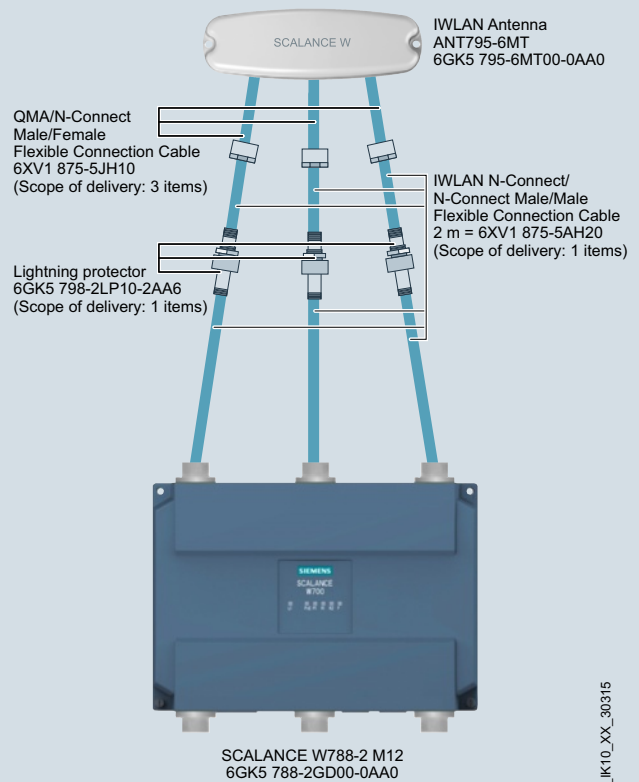 SCALANCE W
IWLAN Antenna
ANT795-6MT
6GK5 795-6MT00-0AA0
QMA/N-Connect
Male/Female
Flexible Connection Cable
6XV1 875-5JH10
(Scope of delivery: 3 items)
IWLAN N-Connect/
N-Connect Male/Male
Flexible Connection Cable
2 m = 6XV1 875-5AH20
(Scope of delivery: 1 items)
Lightning protector
6GK5 798-2LP10-2AA6
(Scope of delivery: 1 items)
SIEMENS
SCALANCE
W700
SCALANCE W788-2 M12
6GK5 788-2GD00-0AA0
_IK10_XX_30315